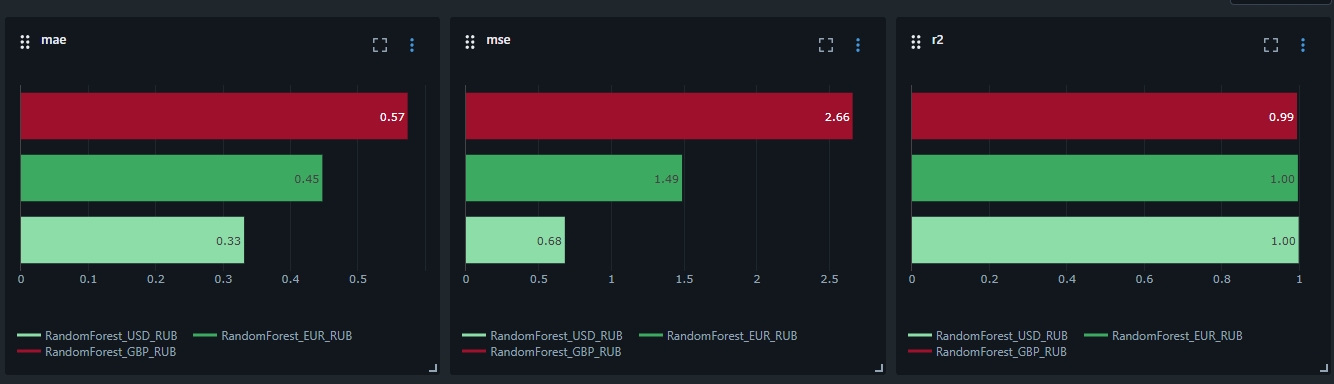 mae
0.57
0.45
0.33
0 0.1 0.2 0.3 0.4 0.5
RandomForest_USD_RUB RandomForest_EUR_RUB
RandomForest_GBP_RUB
mse
2.66
1.49
0.68
0 0.5 1 1.5 2 2.5
RandomForest_USD_RUB RandomForest_EUR_RUB
RandomForest_GBP_RUB
r2
0.99
1.00
1.00
0 0.2 0.4 0.6 0.8 1
RandomForest_USD_RUB RandomForest_EUR_RUB
RandomForest_GBP_RUB